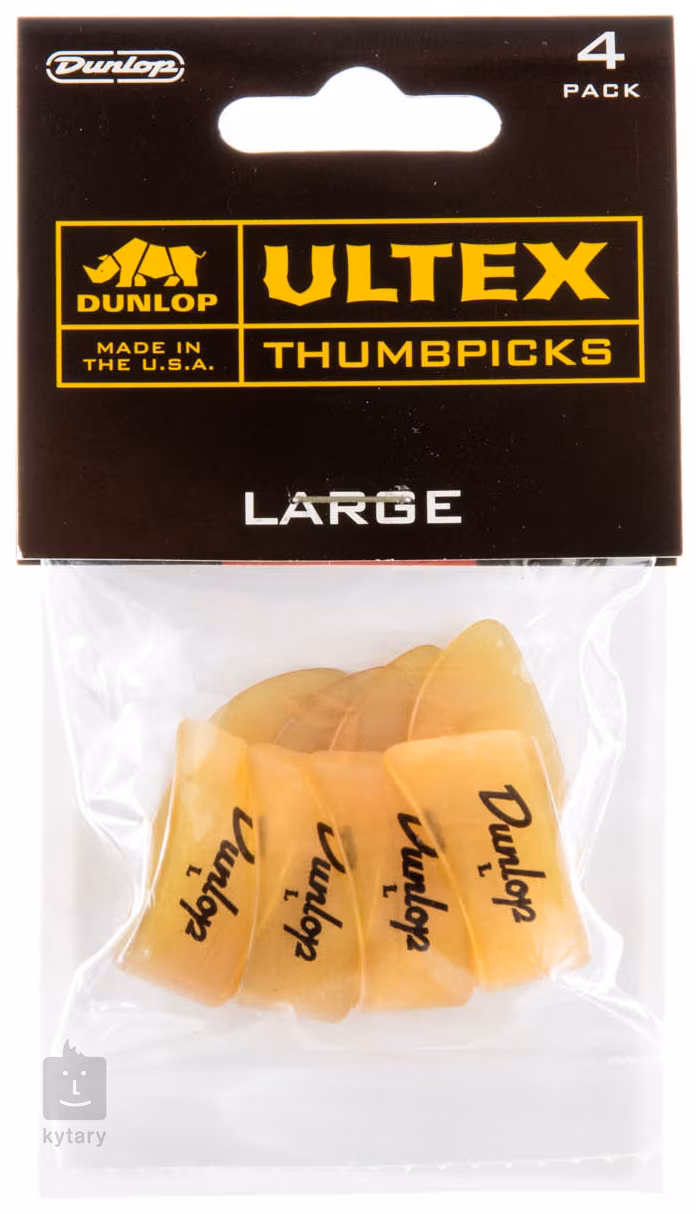 Dunlop
4
PACK
DUNLOP
ULTEX
MADE IN
THE U.S.A.
THUMBPICKS
LARGE
Dunlop
L
Dunlop
L
Dunlop
L
Dunlop
L
kytary